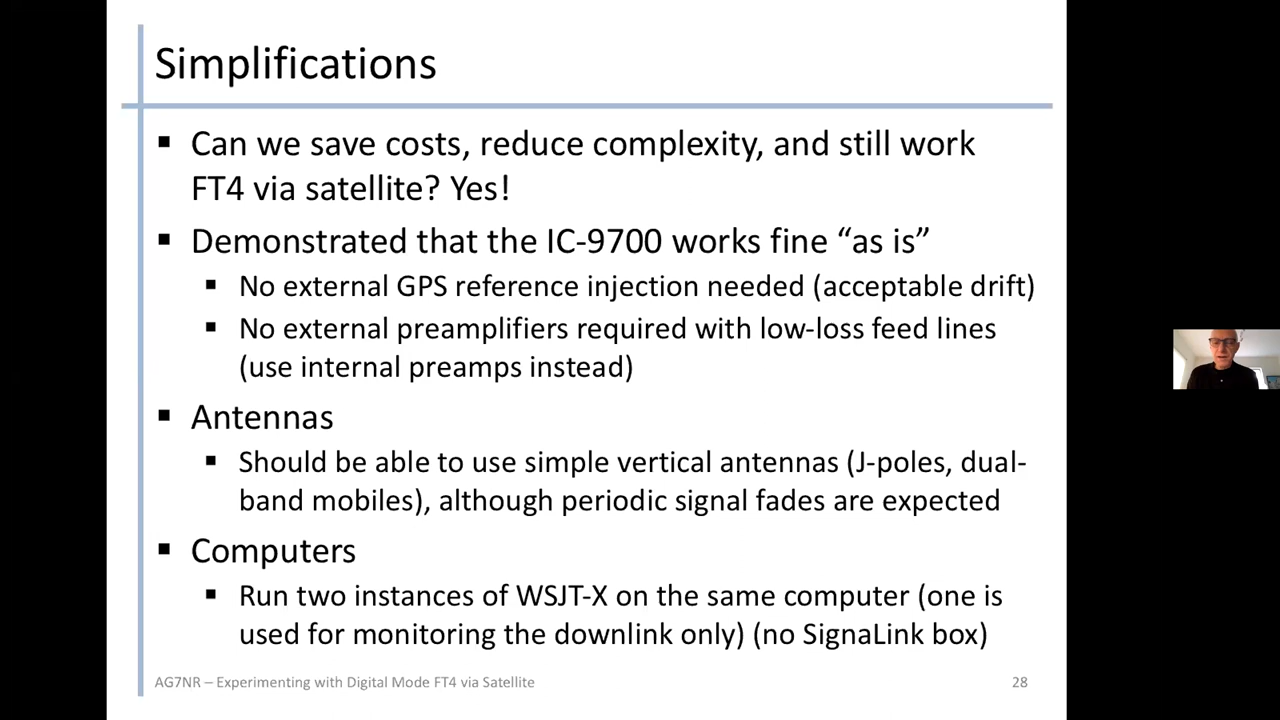 Simplifications
▪ Can we save costs, reduce complexity, and still work
FT4 via satellite? Yes!
▪ Demonstrated that the IC-9700 works fine “as is”
▪ No external GPS reference injection needed (acceptable drift)
▪ No external preamplifiers required with low-loss feed lines
(use internal preamps instead)
▪ Antennas
▪ Should be able to use simple vertical antennas (J-poles, dual-
band mobiles), although periodic signal fades are expected
▪ Computers
▪ Run two instances of WSJT-X on the same computer (one is
used for monitoring the downlink only) (no SignaLink box)
AG7NR – Experimenting with Digital Mode FT4 via Satellite
28